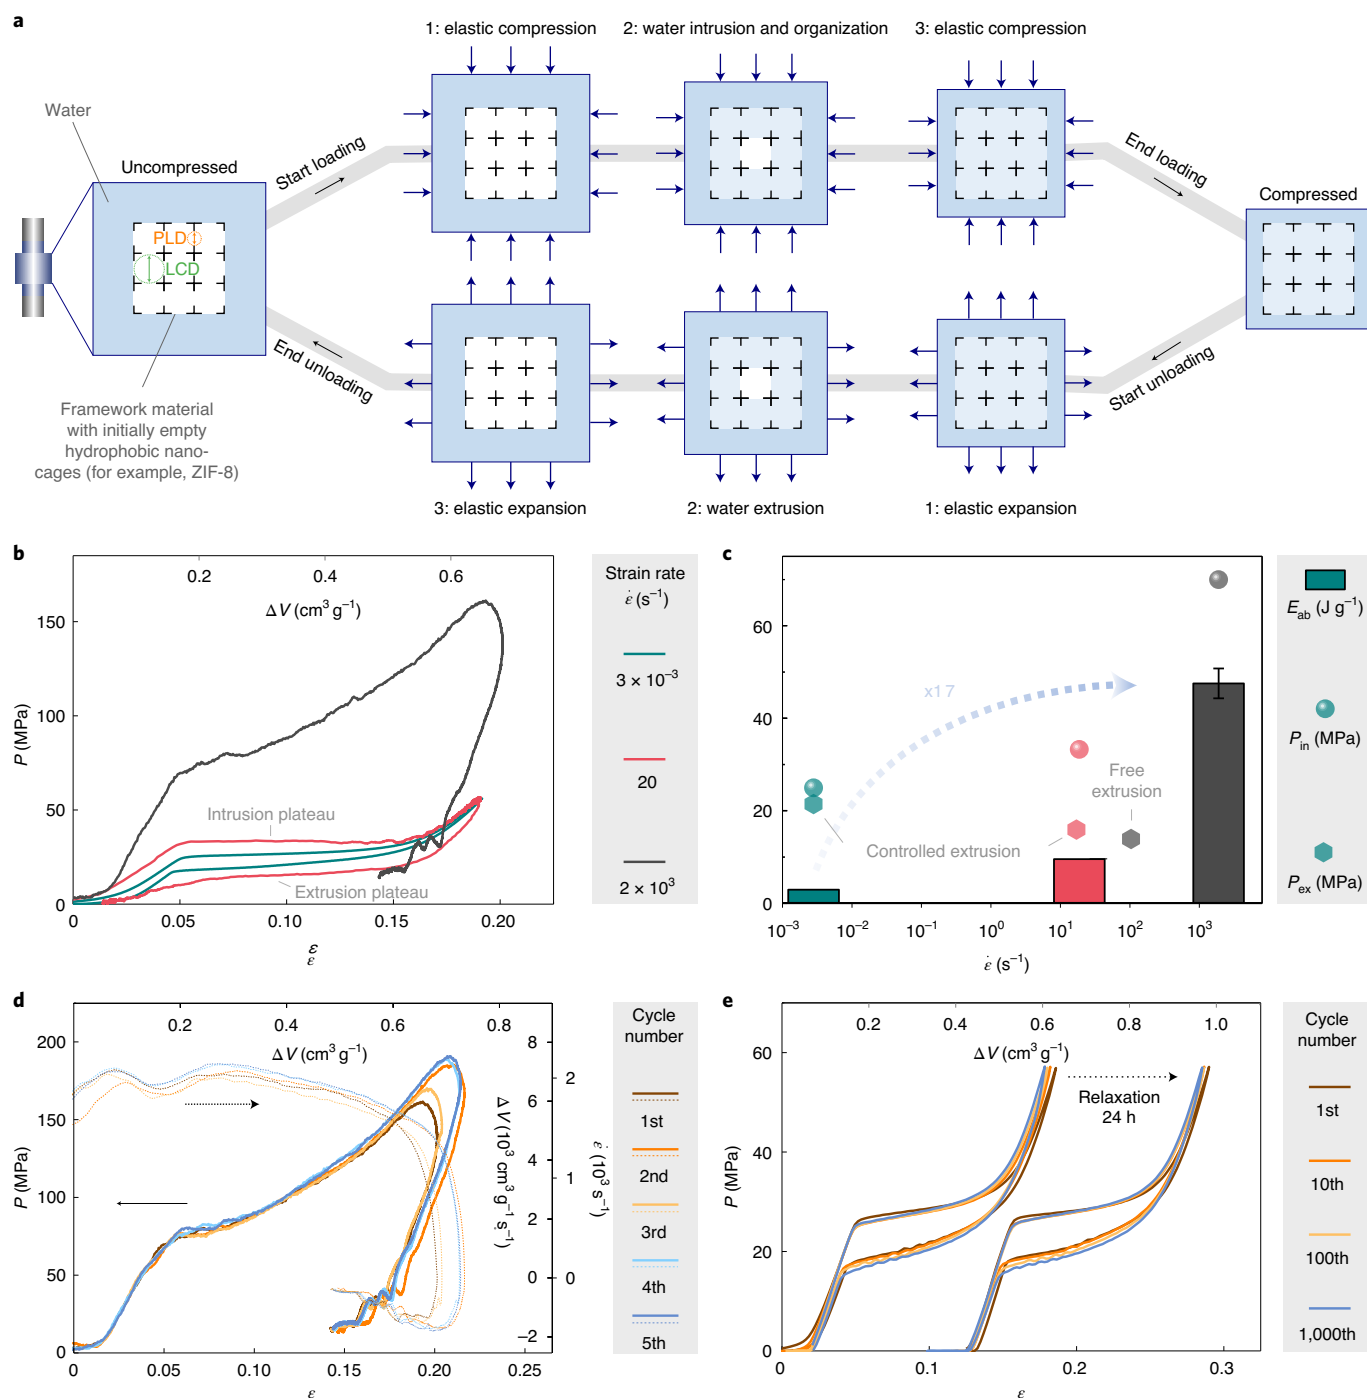 a
1: elastic compression
2: water intrusion and organization
3: elastic compression
Water
Uncompressed
Start loading
End loading
Compressed
PLD
LCD
End unloading
Start unloading
Framework material
with initially empty
hydrophobic nano-
cages (for example, ZIF-8)
3: elastic expansion
2: water extrusion
1: elastic expansion
b
0.2 0.4 0.6
ΔV (cm³ g⁻¹)
150
100
50
0
P (MPa)
Intrusion plateau
Extrusion plateau
0.05 0.10 0.15 0.20
ε
ε
Strain rate
ε̇ (s⁻¹)
3 × 10⁻³
20
2 × 10³
c
60
40
20
0
x17
Free
extrusion
Controlled extrusion
10⁻³ 10⁻² 10⁰ 10¹ 10² 10³
ε̇ (s⁻¹)
E_ab (J g⁻¹)
P_in (MPa)
P_ex (MPa)
d
0.2 0.4 0.6 0.8
ΔV (cm³ g⁻¹)
200
150
100
50
0
P (MPa)
8
6
4
2
0
−2
ΔV̇ (10³ cm³ g⁻¹ s⁻¹)
2
1
0
ε̇ (10³ s⁻¹)
0 0.05 0.10 0.15 0.20
ε
Cycle
number
1st
2nd
3rd
4th
5th
e
0.2 0.4 0.6 0.8 1.0
ΔV (cm³ g⁻¹)
60
40
20
0
P (MPa)
Relaxation
24 h
0 0.1 0.2 0.3
ε
Cycle
number
1st
10th
100th
1,000th